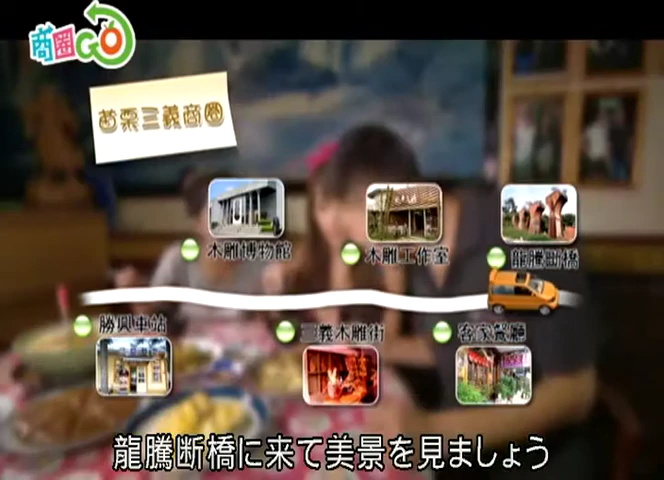 商圈GO
苗栗三義商圈
木雕博物館
木雕工作室
龍騰斷橋
勝興車站
三義木雕街
客家餐廳
龍騰断橋に来て美景を見ましょう